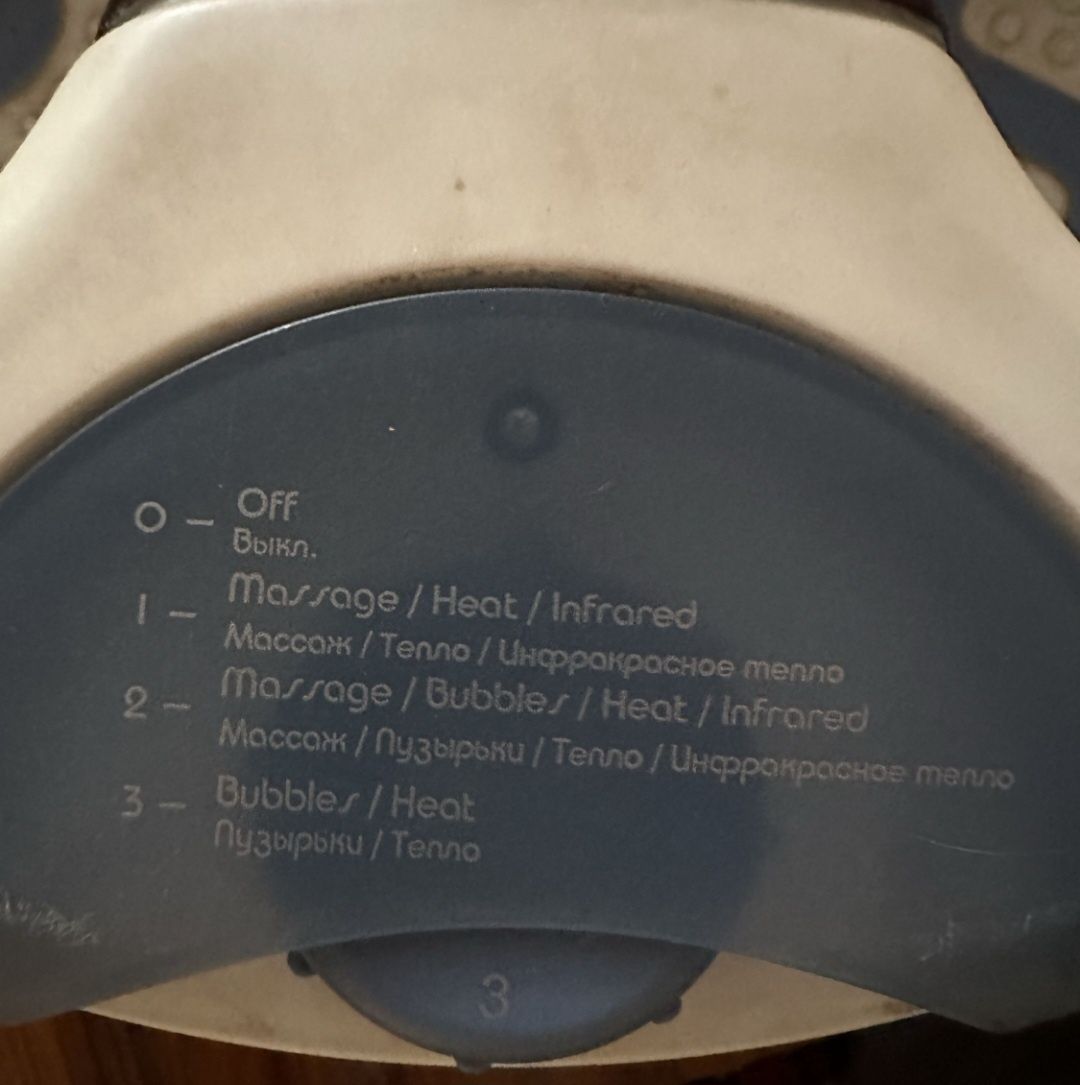 0 – Off
Выкл.
1 – Massage / Heat / Infrared
Массаж / Тепло / Инфракрасное тепло
2 – Massage / Bubbles / Heat / Infrared
Массаж / Пузырьки / Тепло / Инфракрасное тепло
3 – Bubbles / Heat
Пузырьки / Тепло
3